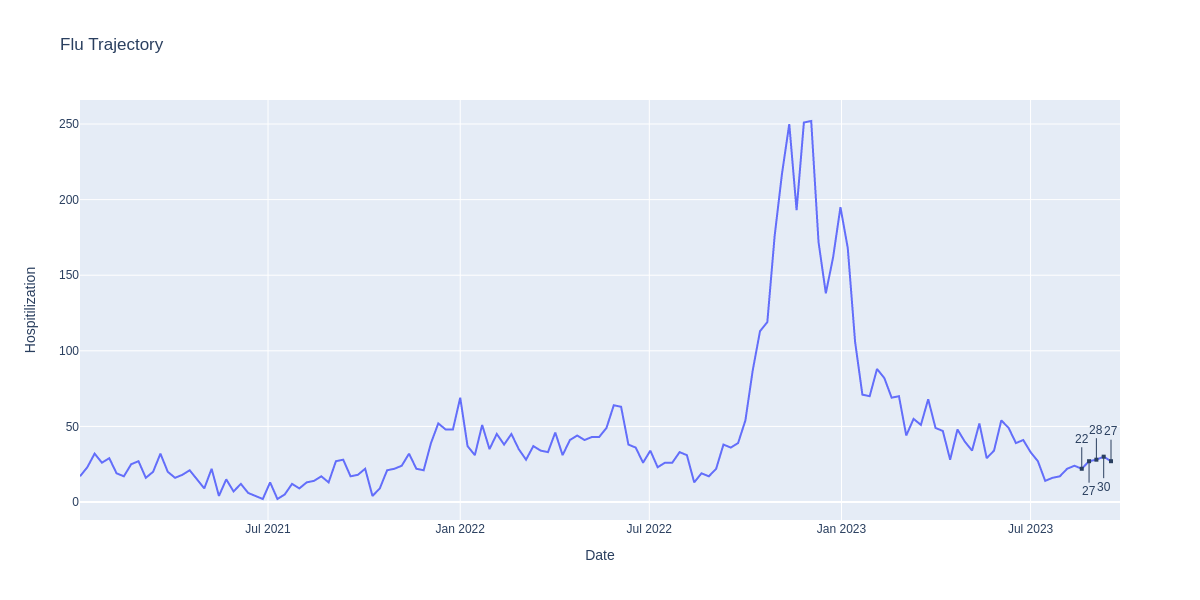 Flu Trajectory
Hospitilization
250
200
150
100
50
0
22
28
27
27
30
Jul 2021
Jan 2022
Jul 2022
Jan 2023
Jul 2023
Date